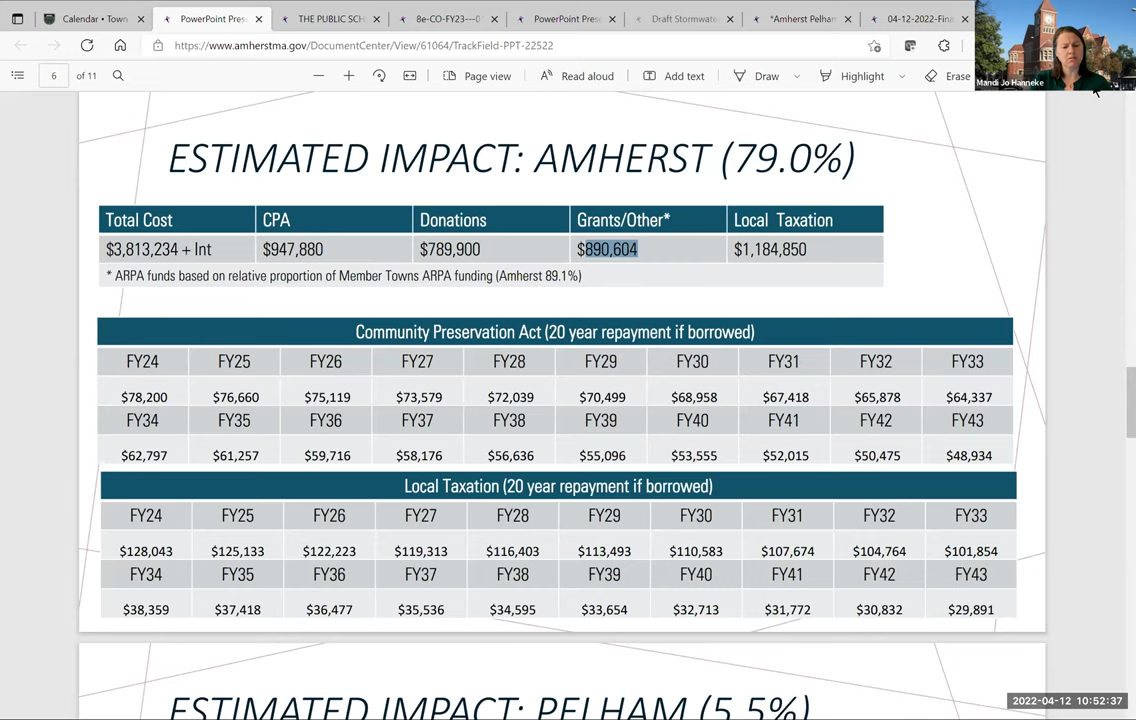 Calendar • Town
PowerPoint Pres
THE PUBLIC SCH
8e-CO-FY23---0
PowerPoint Pres
Draft Stormwate
*Amherst Pelham
04-12-2022-Fina
https://www.amherstma.gov/DocumentCenter/View/61064/TrackField-PPT-22522
6 of 11
Page view
Read aloud
Add text
Draw
Highlight
Erase
Mandi Jo Hanneke
ESTIMATED IMPACT: AMHERST (79.0%)
Total Cost CPA Donations Grants/Other* Local Taxation
$3,813,234 + Int $947,880 $789,900 $890,604 $1,184,850
* ARPA funds based on relative proportion of Member Towns ARPA funding (Amherst 89.1%)
Community Preservation Act (20 year repayment if borrowed)
FY24 FY25 FY26 FY27 FY28 FY29 FY30 FY31 FY32 FY33
$78,200 $76,660 $75,119 $73,579 $72,039 $70,499 $68,958 $67,418 $65,878 $64,337
FY34 FY35 FY36 FY37 FY38 FY39 FY40 FY41 FY42 FY43
$62,797 $61,257 $59,716 $58,176 $56,636 $55,096 $53,555 $52,015 $50,475 $48,934
Local Taxation (20 year repayment if borrowed)
FY24 FY25 FY26 FY27 FY28 FY29 FY30 FY31 FY32 FY33
$128,043 $125,133 $122,223 $119,313 $116,403 $113,493 $110,583 $107,674 $104,764 $101,854
FY34 FY35 FY36 FY37 FY38 FY39 FY40 FY41 FY42 FY43
$38,359 $37,418 $36,477 $35,536 $34,595 $33,654 $32,713 $31,772 $30,832 $29,891
ESTIMATED IMPACT: PELHAM (5.5%)
2022-04-12 10:52:37